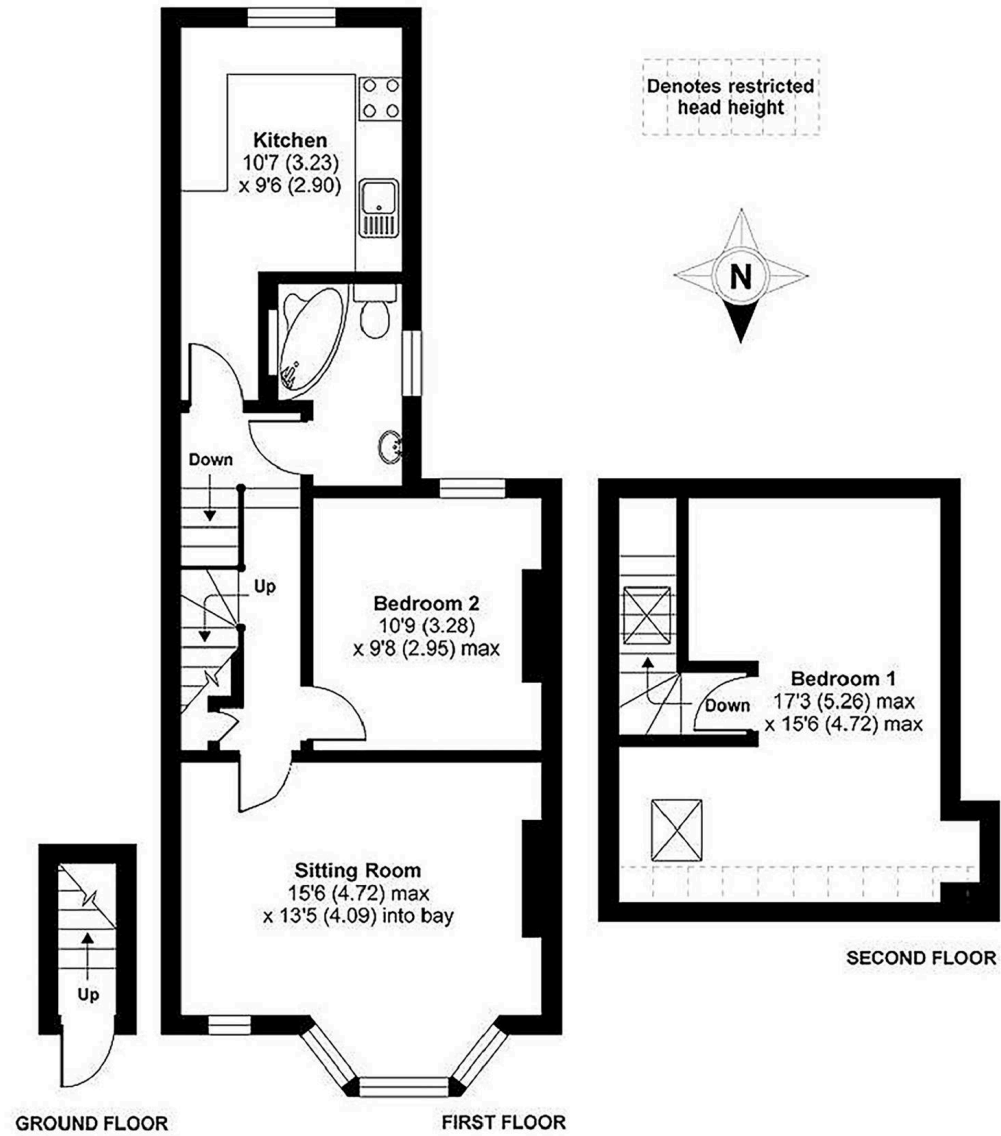 Denotes restricted
head height
Kitchen
10'7 (3.23)
x 9'6 (2.90)
N
Down
Up
Bedroom 2
10'9 (3.28)
x 9'8 (2.95) max
Bedroom 1
17'3 (5.26) max
x 15'6 (4.72) max
Down
Sitting Room
15'6 (4.72) max
x 13'5 (4.09) into bay
Up
SECOND FLOOR
GROUND FLOOR
FIRST FLOOR